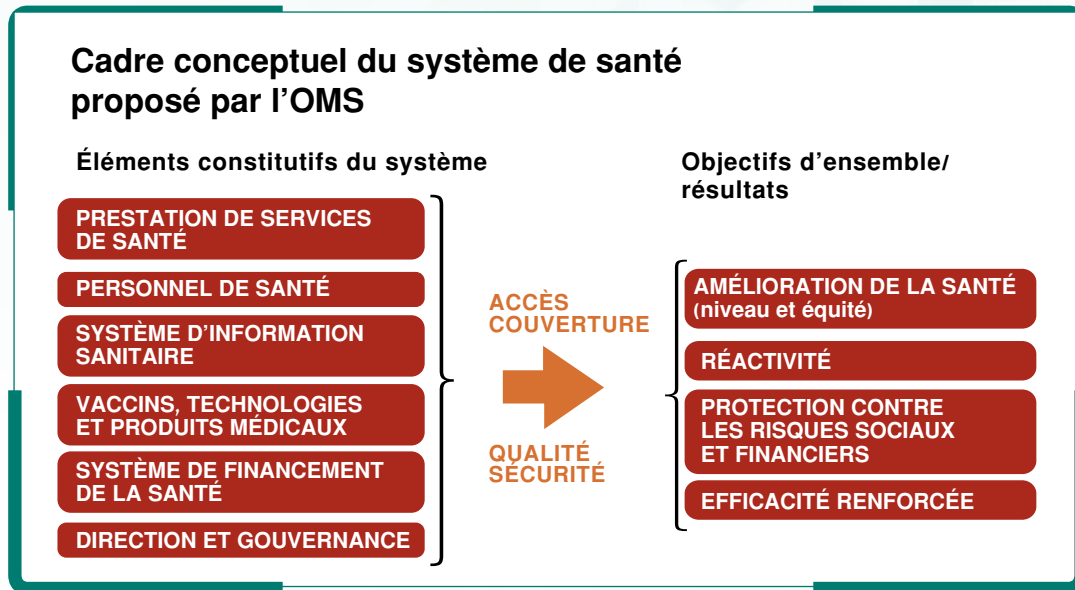 Cadre conceptuel du système de santé
proposé par l'OMS
Éléments constitutifs du système
PRESTATION DE SERVICES
DE SANTÉ
PERSONNEL DE SANTÉ
SYSTÈME D'INFORMATION
SANITAIRE
VACCINS, TECHNOLOGIES
ET PRODUITS MÉDICAUX
SYSTÈME DE FINANCEMENT
DE LA SANTÉ
DIRECTION ET GOUVERNANCE
ACCÈS
COUVERTURE
QUALITÉ
SÉCURITÉ
Objectifs d'ensemble/
résultats
AMÉLIORATION DE LA SANTÉ
(niveau et équité)
RÉACTIVITÉ
PROTECTION CONTRE
LES RISQUES SOCIAUX
ET FINANCIERS
EFFICACITÉ RENFORCÉE